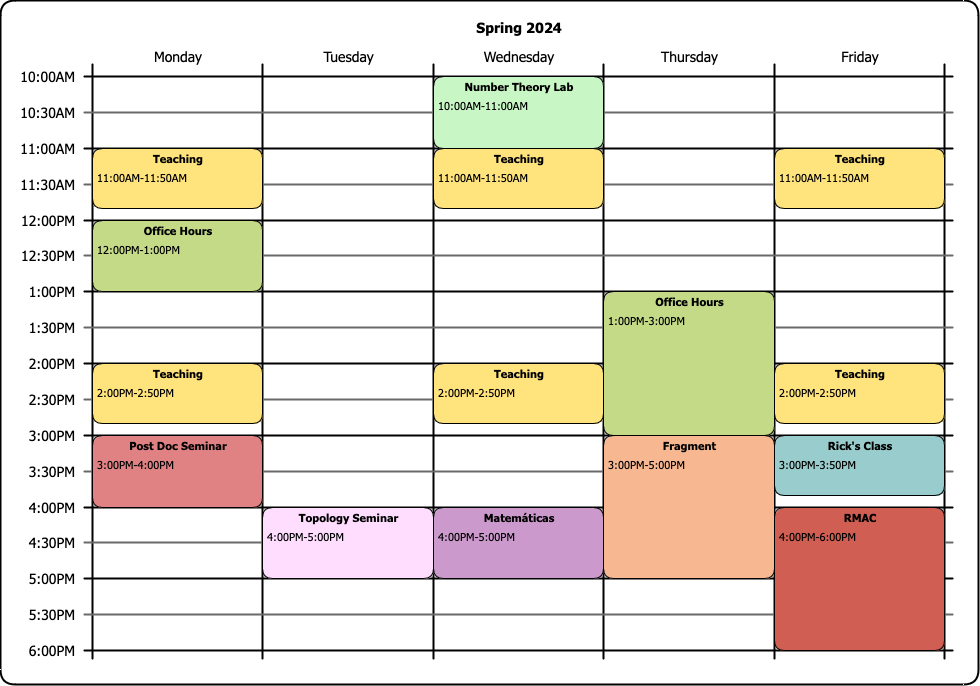 Spring 2024
Monday Tuesday Wednesday Thursday Friday
10:00AM
Number Theory Lab
10:00AM-11:00AM
10:30AM
11:00AM
Teaching Teaching Teaching
11:00AM-11:50AM 11:00AM-11:50AM 11:00AM-11:50AM
11:30AM
12:00PM
Office Hours
12:00PM-1:00PM
12:30PM
1:00PM
Office Hours
1:00PM-3:00PM
1:30PM
2:00PM
Teaching Teaching Teaching
2:00PM-2:50PM 2:00PM-2:50PM 2:00PM-2:50PM
2:30PM
3:00PM
Post Doc Seminar Fragment Rick's Class
3:00PM-4:00PM 3:00PM-5:00PM 3:00PM-3:50PM
3:30PM
4:00PM
Topology Seminar Matemáticas RMAC
4:00PM-5:00PM 4:00PM-5:00PM 4:00PM-6:00PM
4:30PM
5:00PM
5:30PM
6:00PM